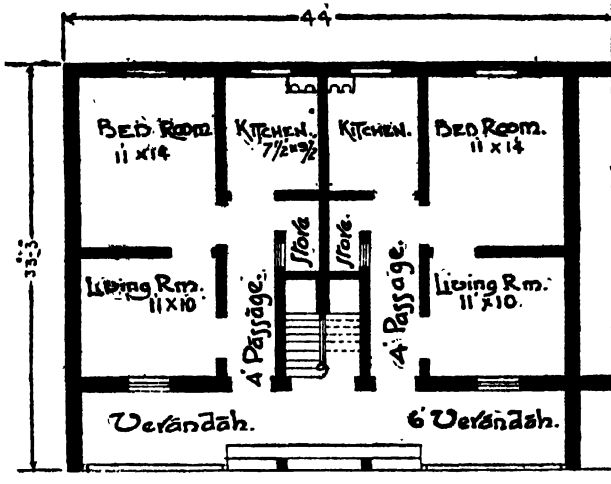 44'
BED ROOM
11 x 14
KITCHEN.
7½ x 9½
KITCHEN.
BED ROOM.
11 x 14
33'-3"
Store
Store.
Living Rm.
11 x 10
4' Passage.
4' Passage.
Living Rm.
11' x 10.
Verandah.
6' Verandah.